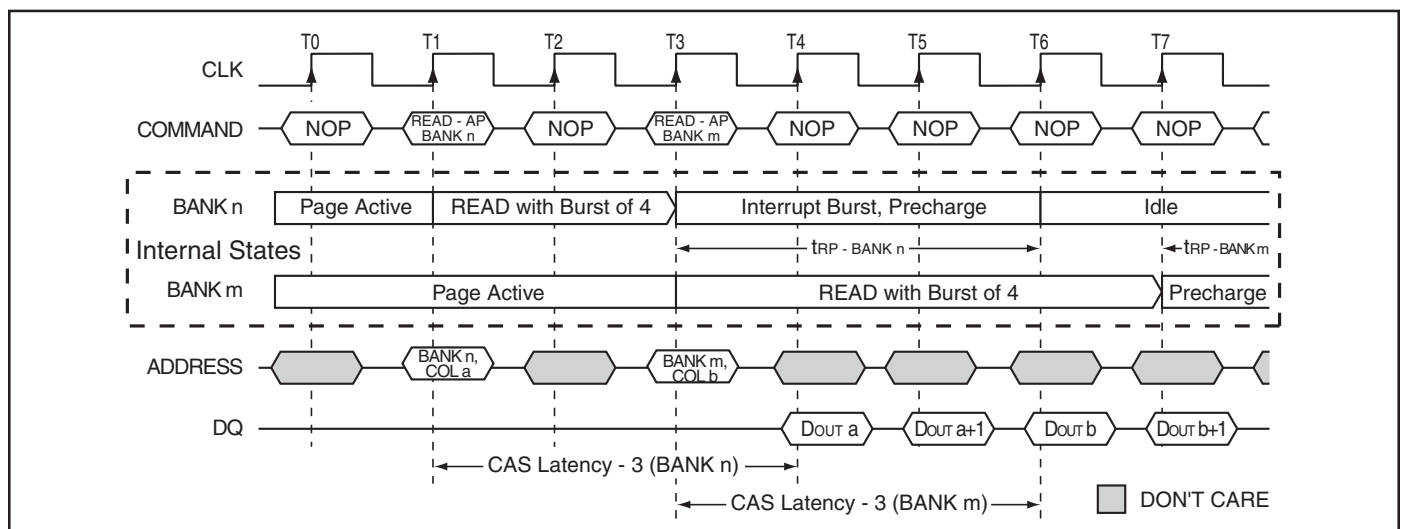 T0 T1 T2 T3 T4 T5 T6 T7
CLK
COMMAND NOP READ - AP BANK n NOP READ - AP BANK m NOP NOP NOP NOP
BANK n Page Active READ with Burst of 4 Interrupt Burst, Precharge Idle
Internal States tRP - BANK n tRP - BANK m
BANK m Page Active READ with Burst of 4 Precharge
ADDRESS BANK n, COL a BANK m, COL b
DQ DOUT a DOUT a+1 DOUT b DOUT b+1
CAS Latency - 3 (BANK n)
CAS Latency - 3 (BANK m) DON'T CARE